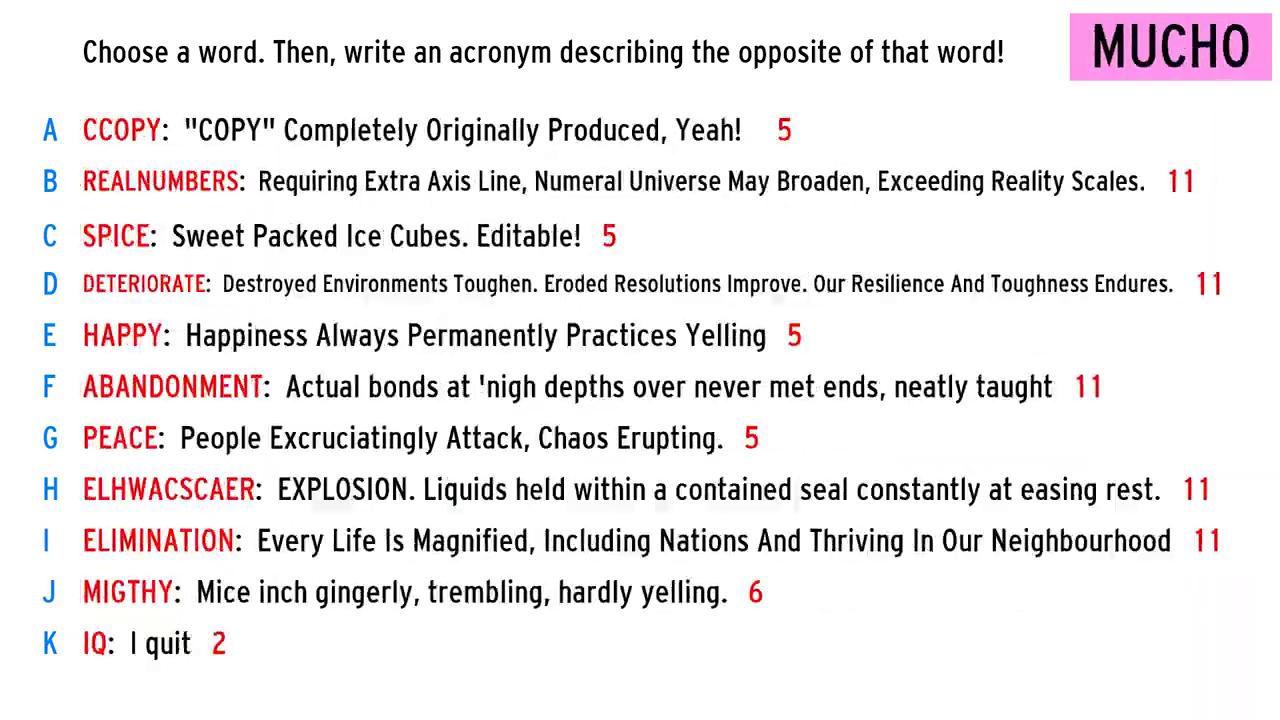 Choose a word. Then, write an acronym describing the opposite of that word!
MUCHO
A CCOPY: "COPY" Completely Originally Produced, Yeah! 5
B REALNUMBERS: Requiring Extra Axis Line, Numeral Universe May Broaden, Exceeding Reality Scales. 11
C SPICE: Sweet Packed Ice Cubes. Editable! 5
D DETERIORATE: Destroyed Environments Toughen. Eroded Resolutions Improve. Our Resilience And Toughness Endures. 11
E HAPPY: Happiness Always Permanently Practices Yelling 5
F ABANDONMENT: Actual bonds at 'nigh depths over never met ends, neatly taught 11
G PEACE: People Excruciatingly Attack, Chaos Erupting. 5
H ELHWACSCAER: EXPLOSION. Liquids held within a contained seal constantly at easing rest. 11
I ELIMINATION: Every Life Is Magnified, Including Nations And Thriving In Our Neighbourhood 11
J MIGTHY: Mice inch gingerly, trembling, hardly yelling. 6
K IQ: I quit 2